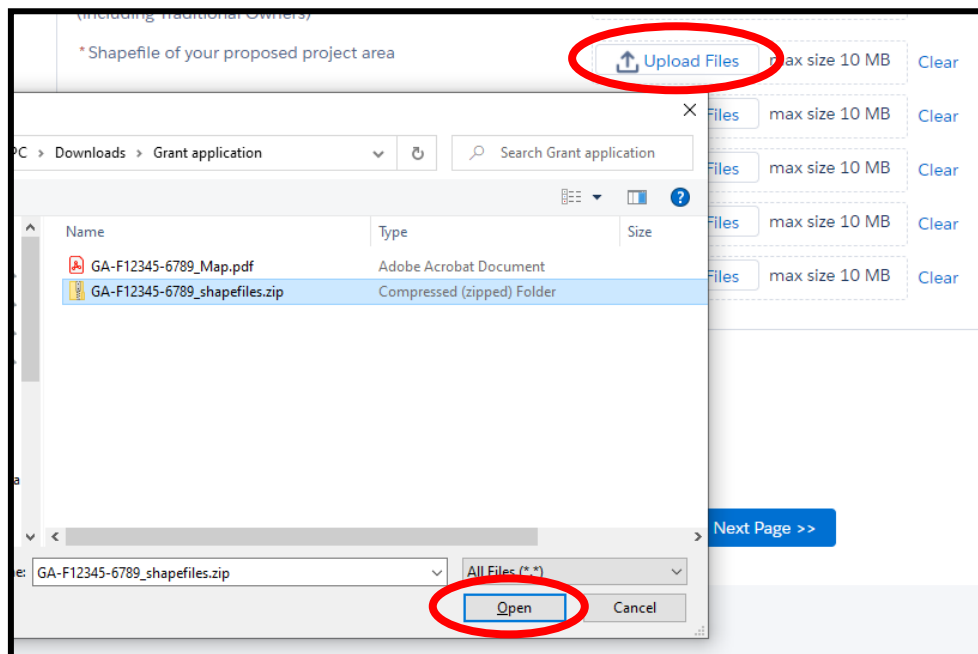 (including Traditional Owners)
* Shapefile of your proposed project area
Upload Files max size 10 MB Clear
Files max size 10 MB Clear
Files max size 10 MB Clear
Files max size 10 MB Clear
Files max size 10 MB Clear
PC > Downloads > Grant application
Search Grant application
Name Type Size
GA-F12345-6789_Map.pdf Adobe Acrobat Document
GA-F12345-6789_shapefiles.zip Compressed (zipped) Folder
a
Next Page >>
e: GA-F12345-6789_shapefiles.zip All Files (*.*)
Open Cancel